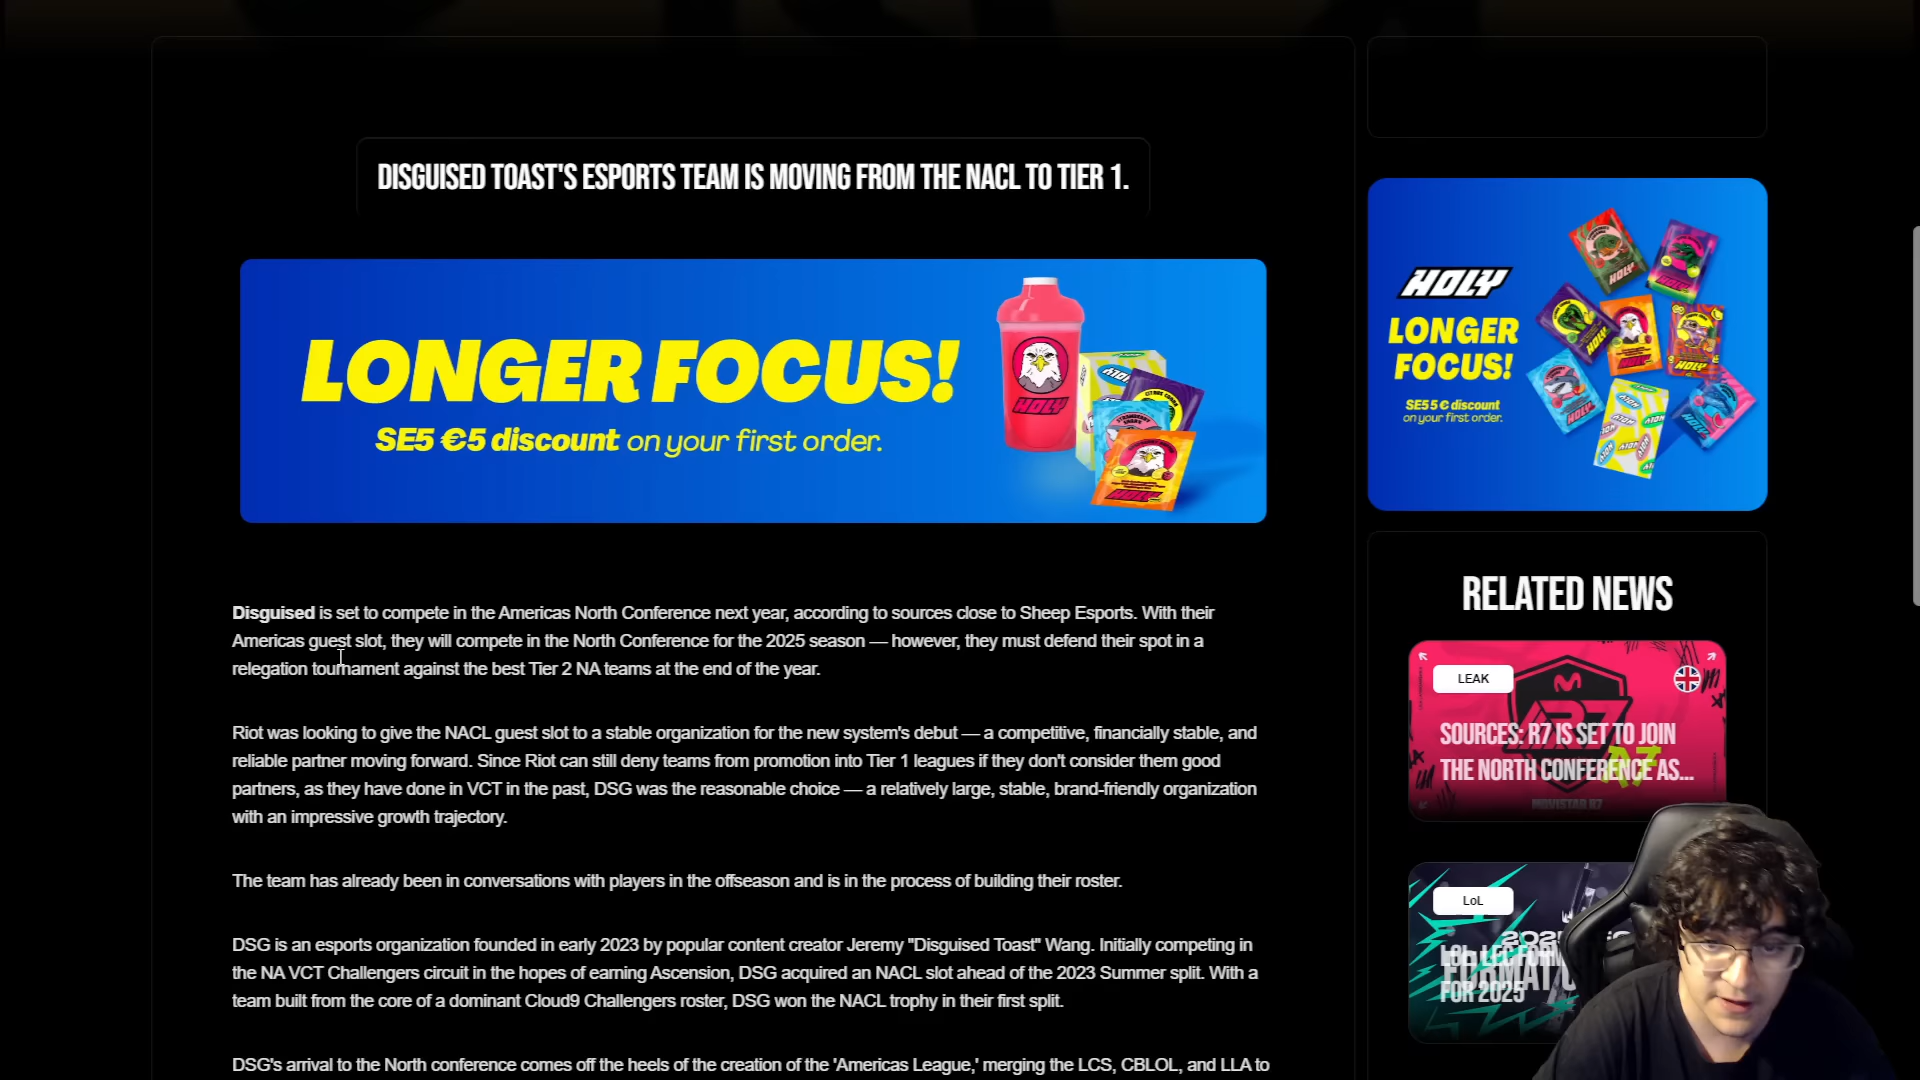 DISGUISED TOAST'S ESPORTS TEAM IS MOVING FROM THE NACL TO TIER 1.
LONGER FOCUS!
SE5 €5 discount on your first order.
HOLY
Disguised is set to compete in the Americas North Conference next year, according to sources close to Sheep Esports. With their
Americas guest slot, they will compete in the North Conference for the 2025 season — however, they must defend their spot in a
relegation tournament against the best Tier 2 NA teams at the end of the year.
Riot was looking to give the NACL guest slot to a stable organization for the new system's debut — a competitive, financially stable, and
reliable partner moving forward. Since Riot can still deny teams from promotion into Tier 1 leagues if they don't consider them good
partners, as they have done in VCT in the past, DSG was the reasonable choice — a relatively large, stable, brand-friendly organization
with an impressive growth trajectory.
The team has already been in conversations with players in the offseason and is in the process of building their roster.
DSG is an esports organization founded in early 2023 by popular content creator Jeremy "Disguised Toast" Wang. Initially competing in
the NA VCT Challengers circuit in the hopes of earning Ascension, DSG acquired an NACL slot ahead of the 2023 Summer split. With a
team built from the core of a dominant Cloud9 Challengers roster, DSG won the NACL trophy in their first split.
DSG's arrival to the North conference comes off the heels of the creation of the 'Americas League,' merging the LCS, CBLOL, and LLA to
HOLY
LONGER
FOCUS!
SE5 5€ discount
on your first order.
RELATED NEWS
LEAK
R7
SOURCES: R7 IS SET TO JOIN
THE NORTH CONFERENCE AS...
MOVISTAR R7
LoL
FOR 2025